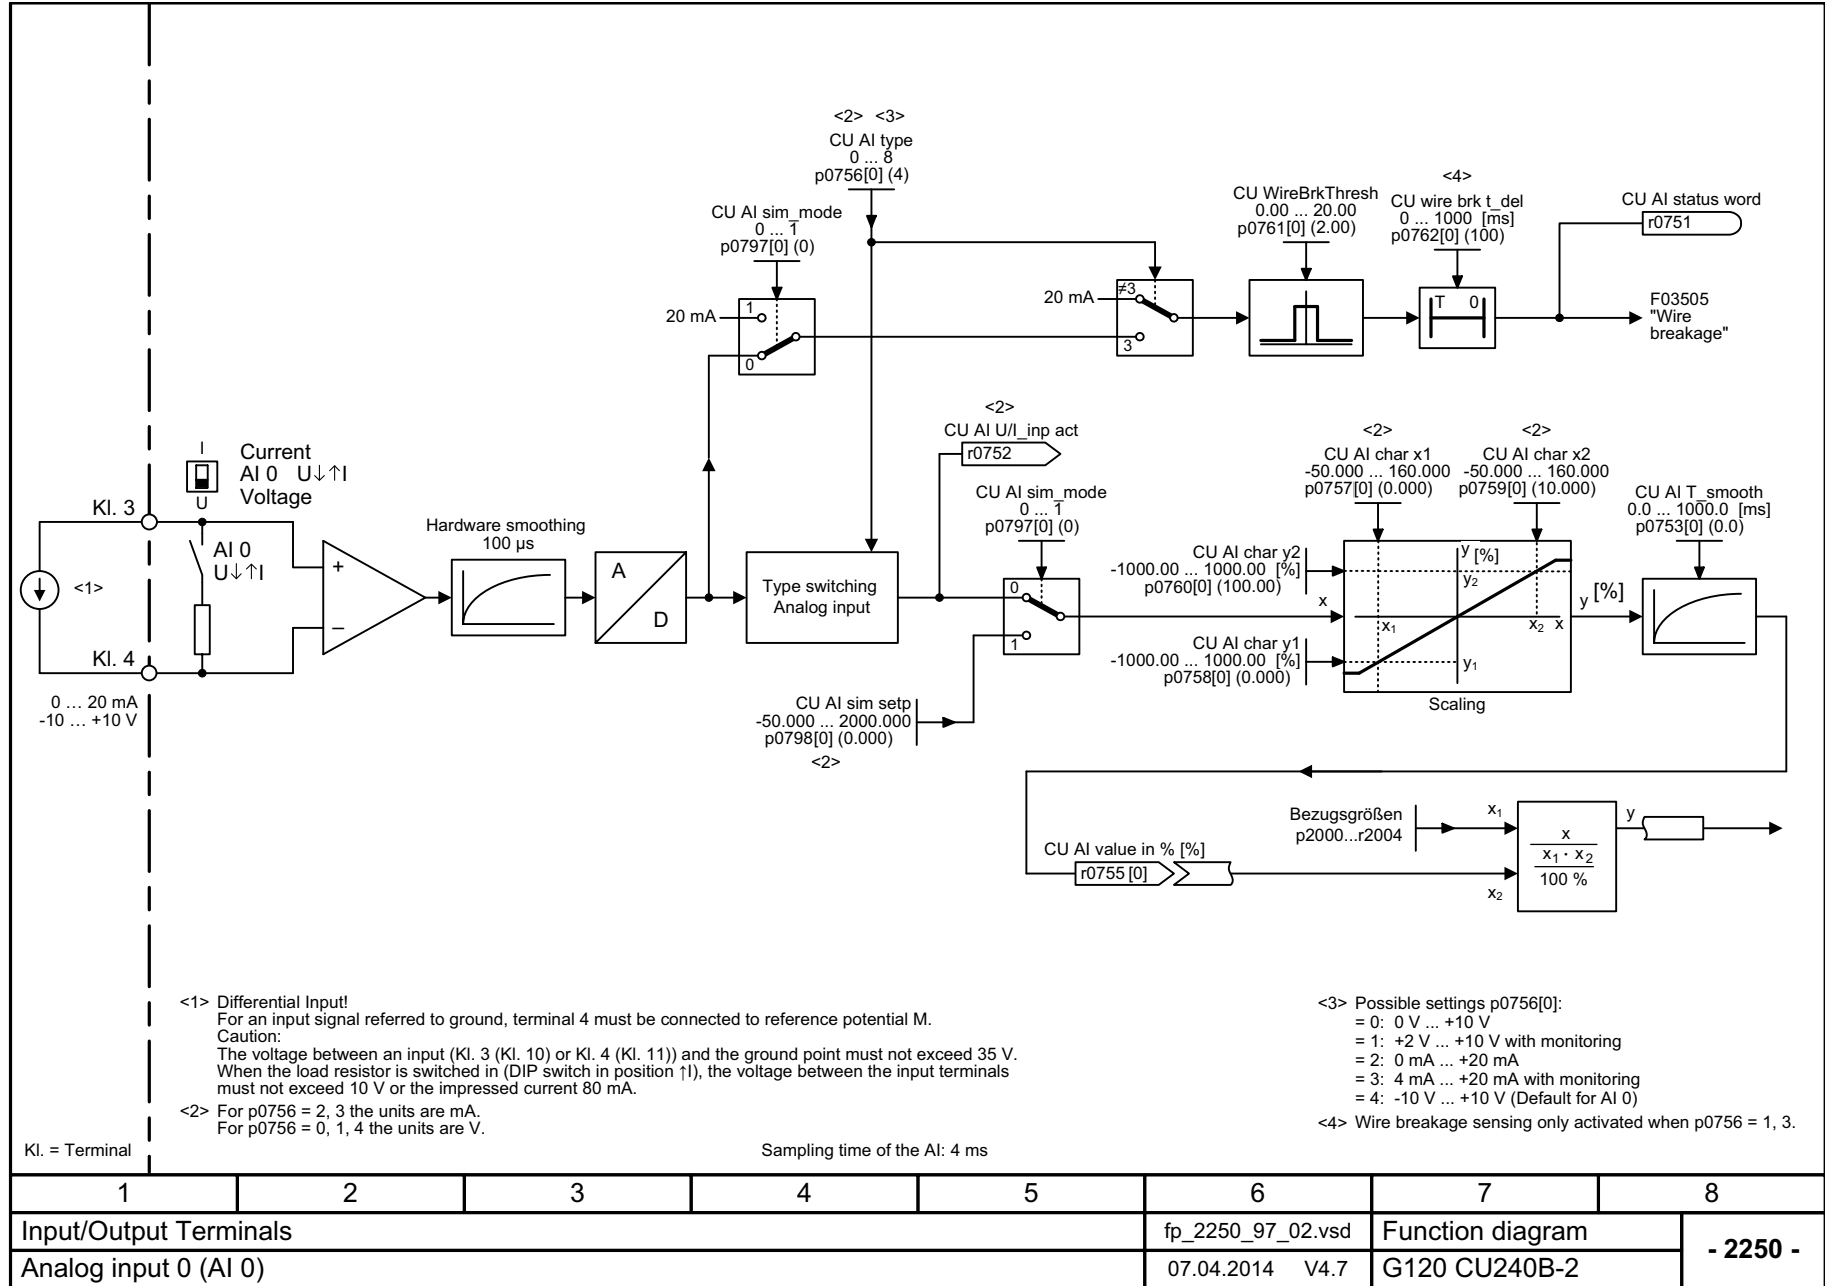 <2> <3>
CU AI type
0 ... 8
p0756[0] (4)
CU AI sim_mode
0 ... 1
p0797[0] (0)
20 mA
1
0
20 mA
≠3
3
CU WireBrkThresh
0.00 ... 20.00
p0761[0] (2.00)
<4>
CU wire brk t_del
0 ... 1000 [ms]
p0762[0] (100)
T 0
CU AI status word
r0751
F03505
"Wire
breakage"
I
U
Current
AI 0 U↓↑I
Voltage
Kl. 3
AI 0
U↓↑I
<1>
Kl. 4
0 ... 20 mA
-10 ... +10 V
+
–
Hardware smoothing
100 µs
A
D
Type switching
Analog input
<2>
CU AI U/I_inp act
r0752
CU AI sim_mode
0 ... 1
p0797[0] (0)
0
1
CU AI sim setp
-50.000 ... 2000.000
p0798[0] (0.000)
<2>
CU AI char y2
-1000.00 ... 1000.00 [%]
p0760[0] (100.00)
x
CU AI char y1
-1000.00 ... 1000.00 [%]
p0758[0] (0.000)
<2>
CU AI char x1
-50.000 ... 160.000
p0757[0] (0.000)
<2>
CU AI char x2
-50.000 ... 160.000
p0759[0] (10.000)
y [%]
y2
x1
x2 x
y1
Scaling
y [%]
CU AI T_smooth
0.0 ... 1000.0 [ms]
p0753[0] (0.0)
Bezugsgrößen
p2000...r2004
x1
x2
x
x1 · x2
100 %
y
CU AI value in % [%]
r0755 [0]
<1> Differential Input!
For an input signal referred to ground, terminal 4 must be connected to reference potential M.
Caution:
The voltage between an input (Kl. 3 (Kl. 10) or Kl. 4 (Kl. 11)) and the ground point must not exceed 35 V.
When the load resistor is switched in (DIP switch in position ↑I), the voltage between the input terminals
must not exceed 10 V or the impressed current 80 mA.
<2> For p0756 = 2, 3 the units are mA.
For p0756 = 0, 1, 4 the units are V.
<3> Possible settings p0756[0]:
= 0: 0 V ... +10 V
= 1: +2 V ... +10 V with monitoring
= 2: 0 mA ... +20 mA
= 3: 4 mA ... +20 mA with monitoring
= 4: -10 V ... +10 V (Default for AI 0)
<4> Wire breakage sensing only activated when p0756 = 1, 3.
Kl. = Terminal
Sampling time of the AI: 4 ms
1 2 3 4 5 6 7 8
Input/Output Terminals
fp_2250_97_02.vsd
Function diagram
- 2250 -
Analog input 0 (AI 0)
07.04.2014 V4.7
G120 CU240B-2